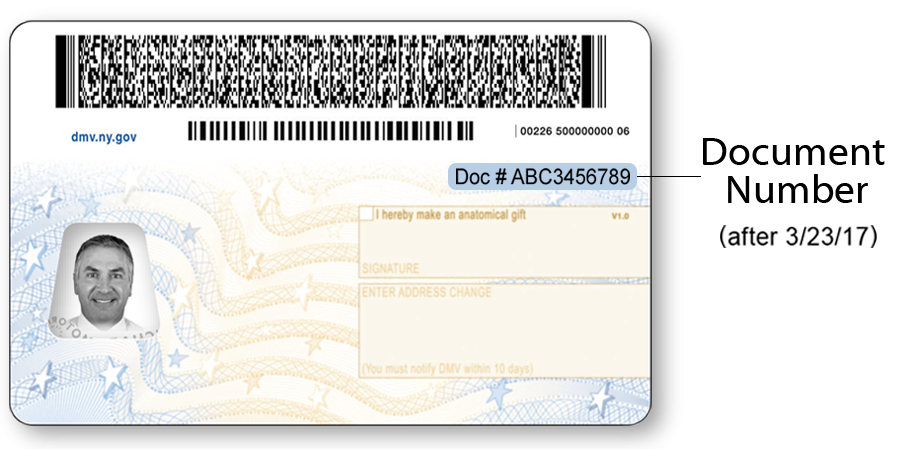 dmv.ny.gov
00226 500000000 06
Doc # ABC3456789
Document
Number
(after 3/23/17)
I hereby make an anatomical gift V1.0
SIGNATURE
ENTER ADDRESS CHANGE
(You must notify DMV within 10 days)